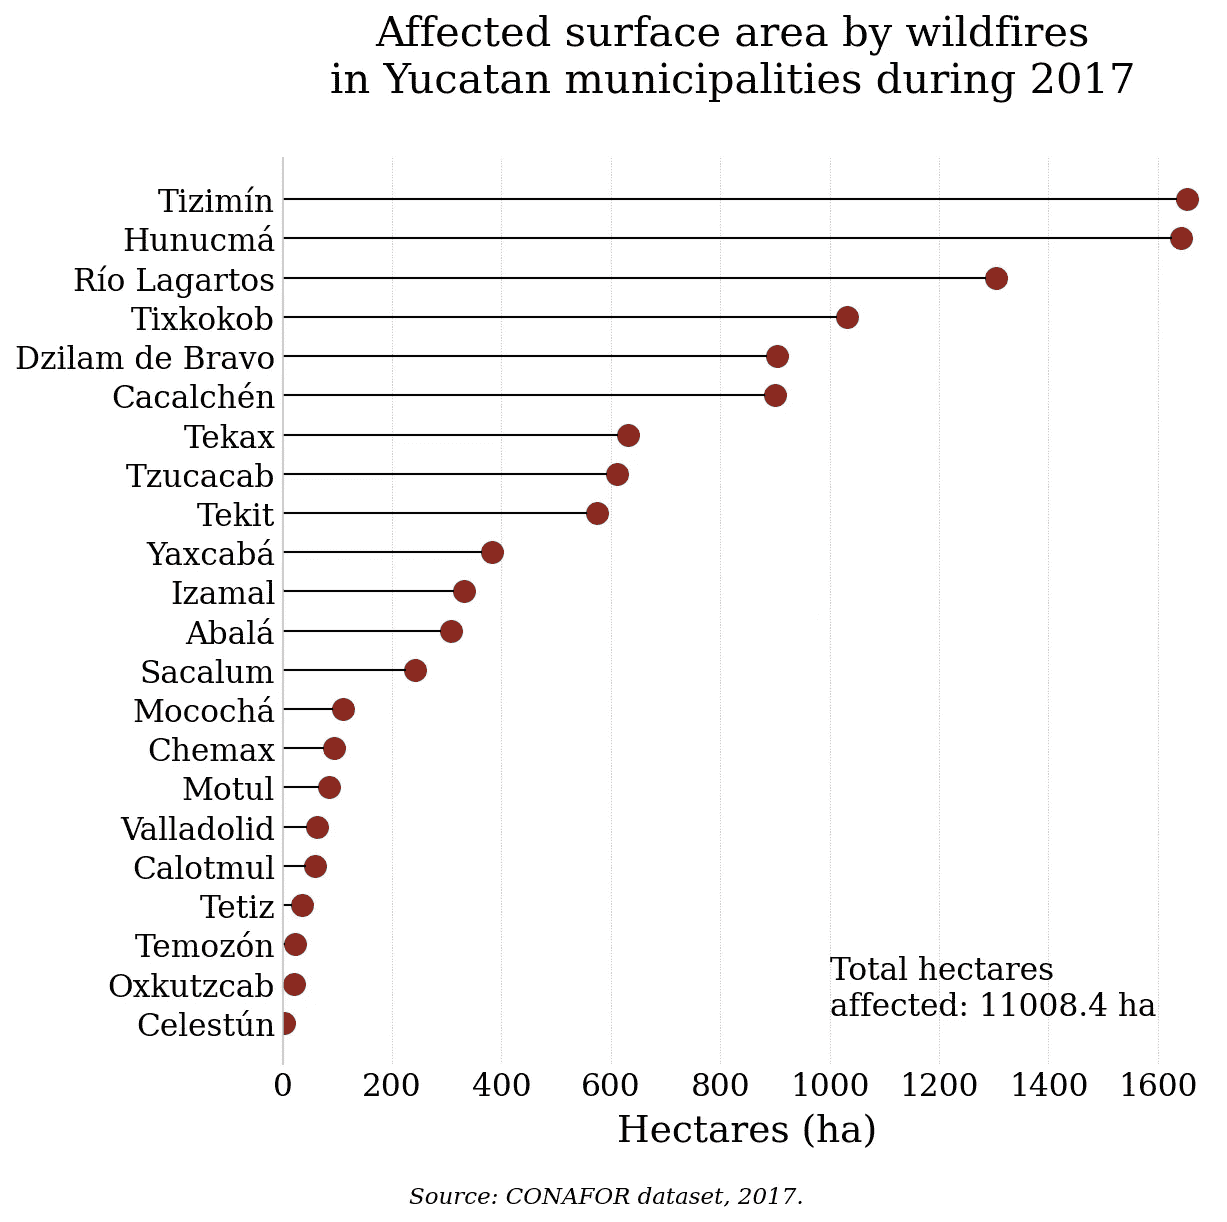 Affected surface area by wildfires
in Yucatan municipalities during 2017
Tizimín
Hunucmá
Río Lagartos
Tixkokob
Dzilam de Bravo
Cacalchén
Tekax
Tzucacab
Tekit
Yaxcabá
Izamal
Abalá
Sacalum
Mocochá
Chemax
Motul
Valladolid
Calotmul
Tetiz
Temozón
Oxkutzcab
Celestún
Total hectares
affected: 11008.4 ha
0 200 400 600 800 1000 1200 1400 1600
Hectares (ha)
Source: CONAFOR dataset, 2017.